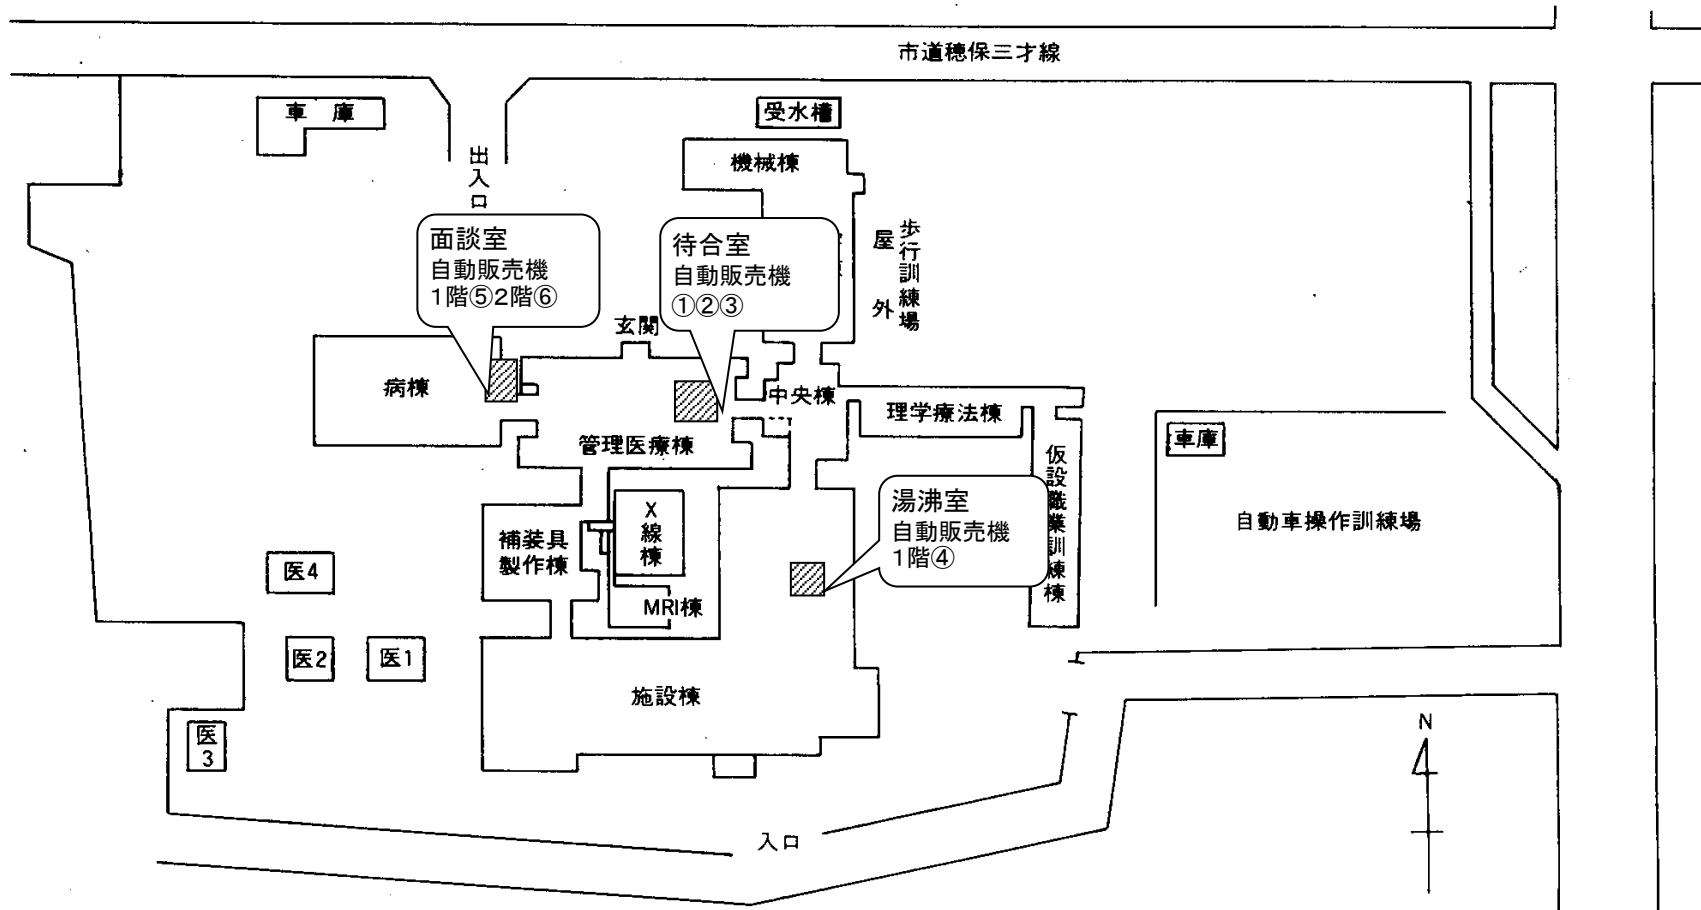 市道穂保三才線
車庫
受水槽
機械棟
出入口
面談室
自動販売機
1階⑤2階⑥
待合室
自動販売機
①②③
屋外
歩行訓練場
玄関
病棟
中央棟
理学療法棟
管理医療棟
車庫
仮設職業訓練棟
X線棟
湯沸室
自動販売機
1階④
自動車操作訓練場
補装具
製作棟
医4
MRI棟
医2
医1
施設棟
医3
N
入口